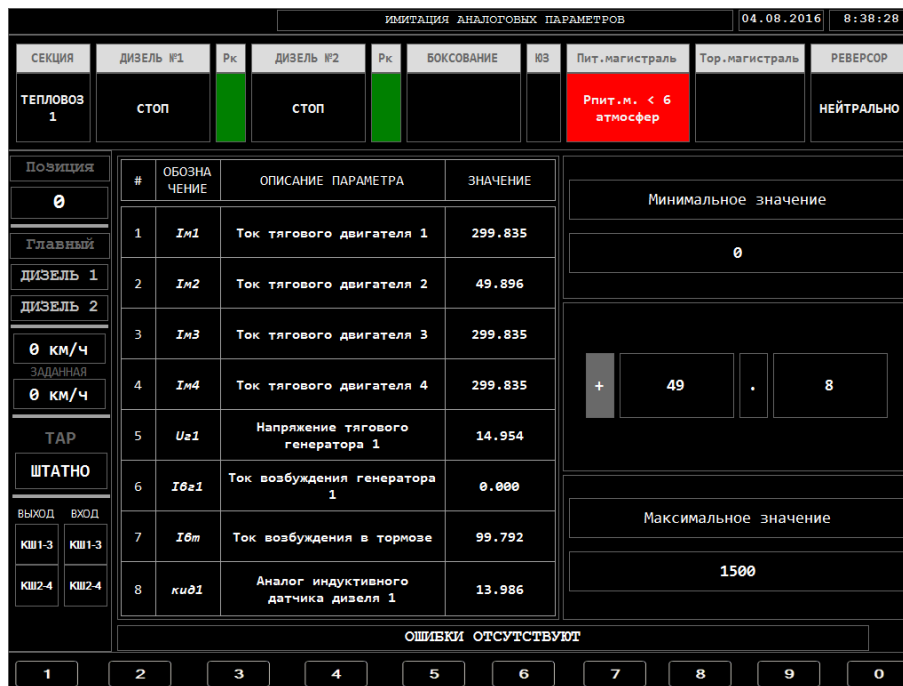 ИМИТАЦИЯ АНАЛОГОВЫХ ПАРАМЕТРОВ 04.08.2016 8:38:28
СЕКЦИЯ ДИЗЕЛЬ №1 Рк ДИЗЕЛЬ №2 Рк БОКСОВАНИЕ ЮЗ Пит.магистраль Тор.магистраль РЕВЕРСОР
ТЕПЛОВОЗ
1
СТОП СТОП
Рпит.м. < 6
атмосфер
НЕЙТРАЛЬНО
Позиция
0
Главный
ДИЗЕЛЬ 1
ДИЗЕЛЬ 2
0 км/ч
ЗАДАННАЯ
0 км/ч
ТАР
ШТАТНО
ВЫХОД ВХОД
КШ1-3 КШ1-3
КШ2-4 КШ2-4
# ОБОЗНА
ЧЕНИЕ ОПИСАНИЕ ПАРАМЕТРА ЗНАЧЕНИЕ
1 Iм1 Ток тягового двигателя 1 299.835
2 Iм2 Ток тягового двигателя 2 49.896
3 Iм3 Ток тягового двигателя 3 299.835
4 Iм4 Ток тягового двигателя 4 299.835
5 Uг1 Напряжение тягового
генератора 1 14.954
6 Iвг1 Ток возбуждения генератора
1 0.000
7 Iвт Ток возбуждения в тормозе 99.792
8 кид1 Аналог индуктивного
датчика дизеля 1 13.986
Минимальное значение
0
+ 49 . 8
Максимальное значение
1500
ОШИБКИ ОТСУТСТВУЮТ
1 2 3 4 5 6 7 8 9 0